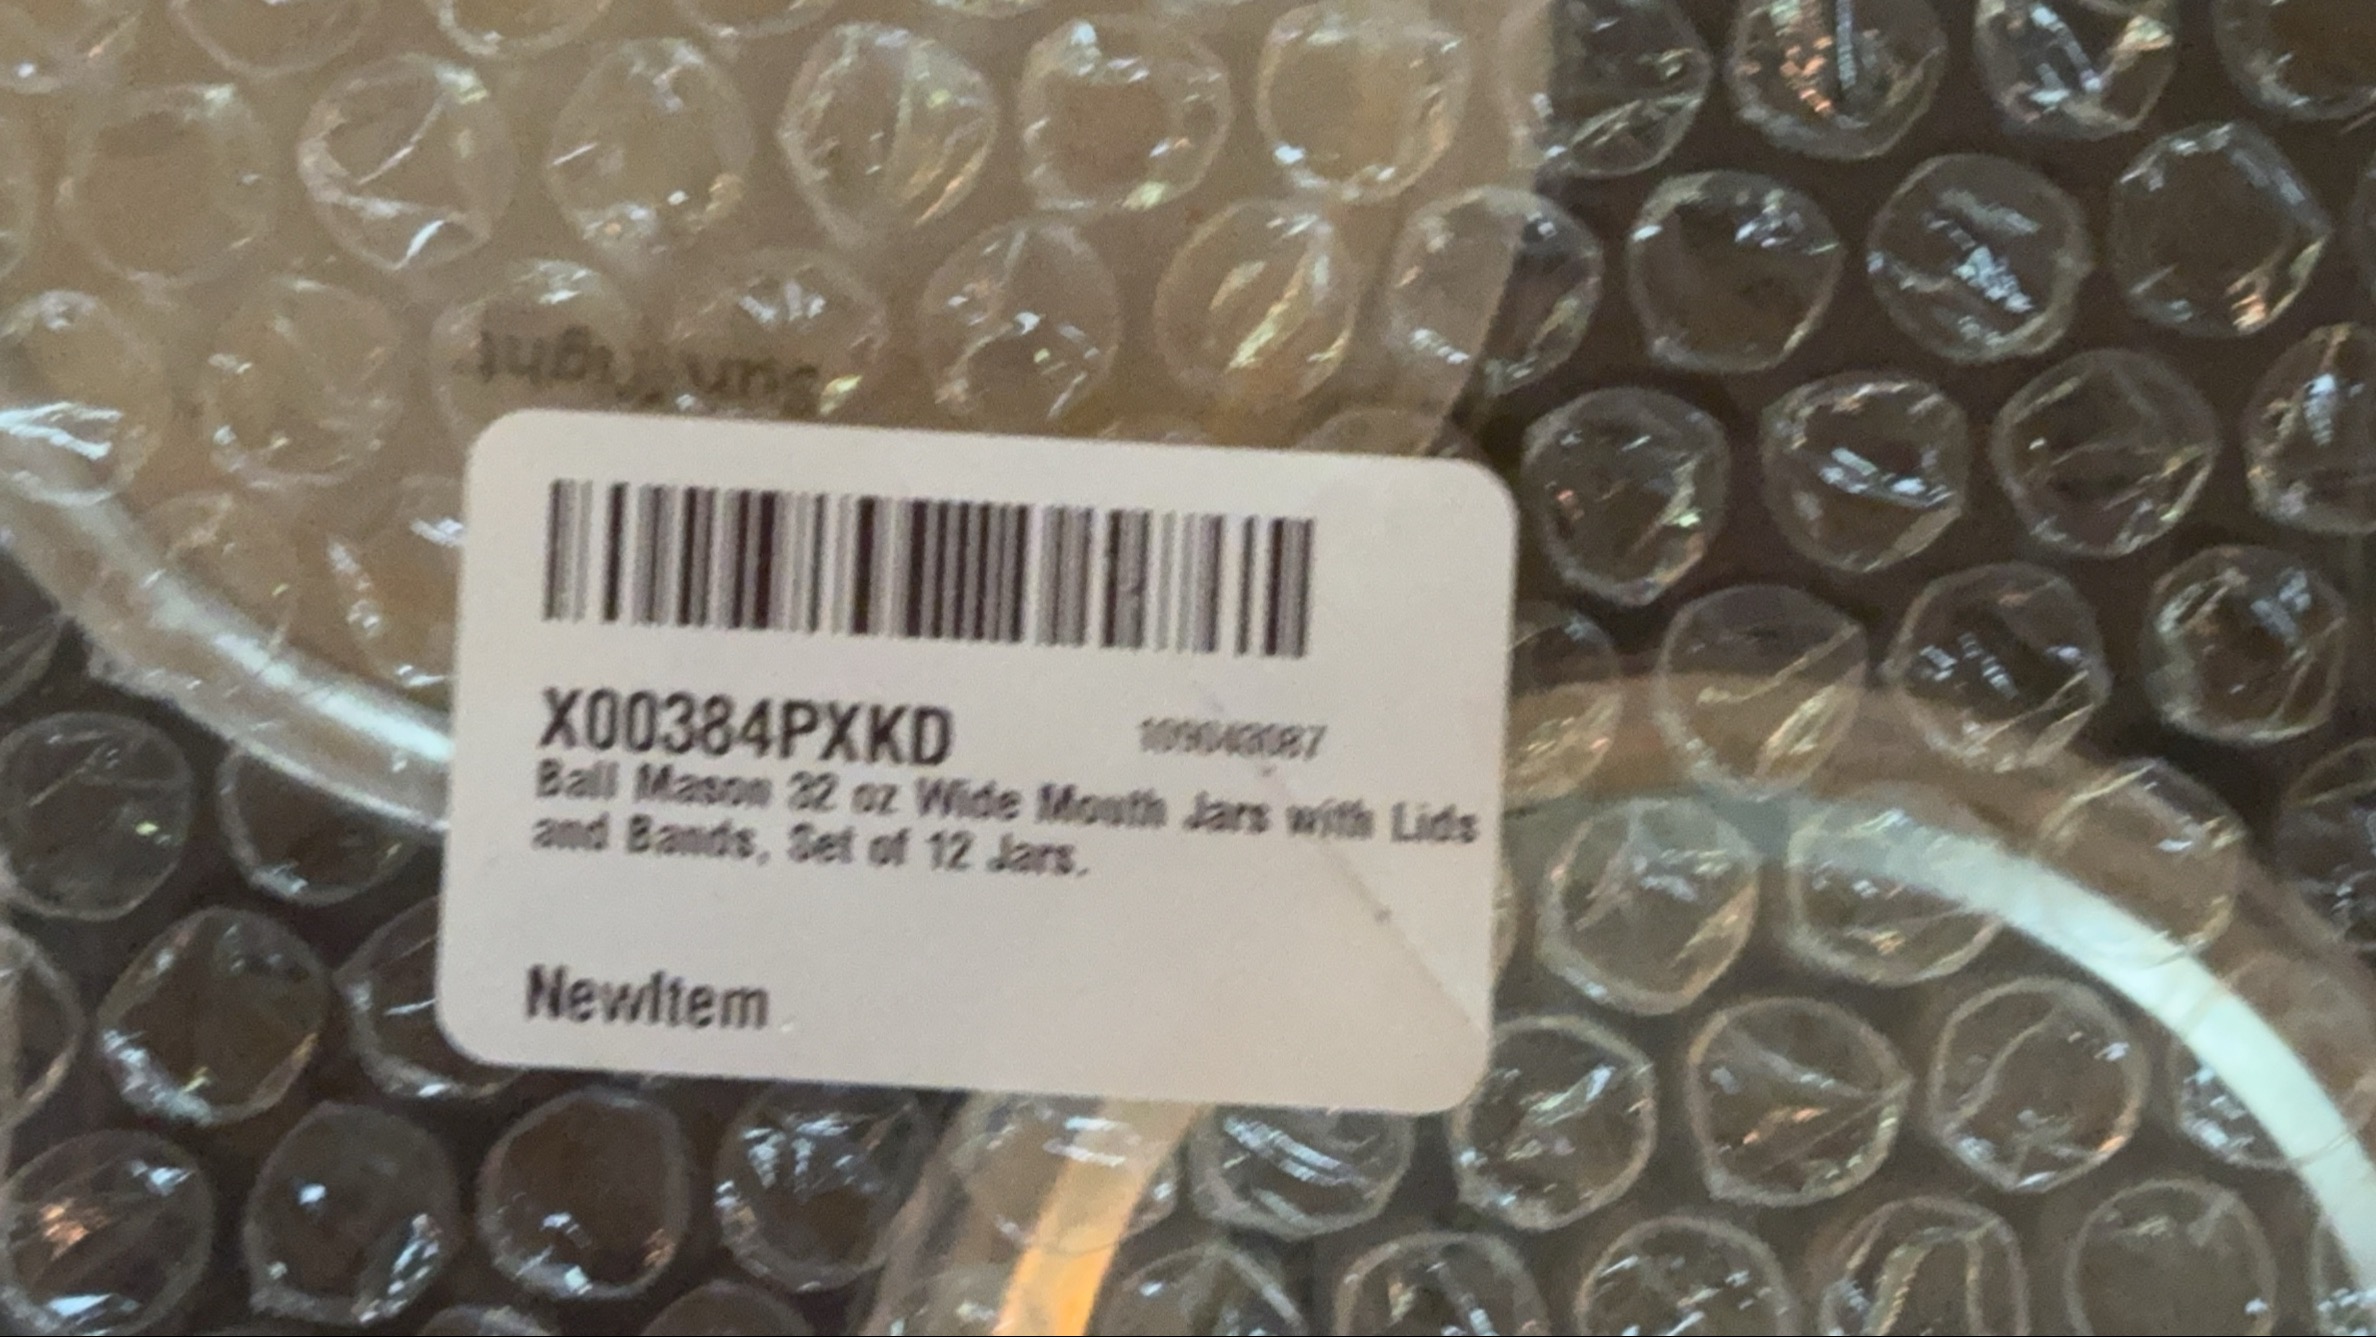 X00384PXKD
Ball Mason 32 oz Wide Mouth Jars with Lids
and Bands, Set of 12 Jars.
NewItem